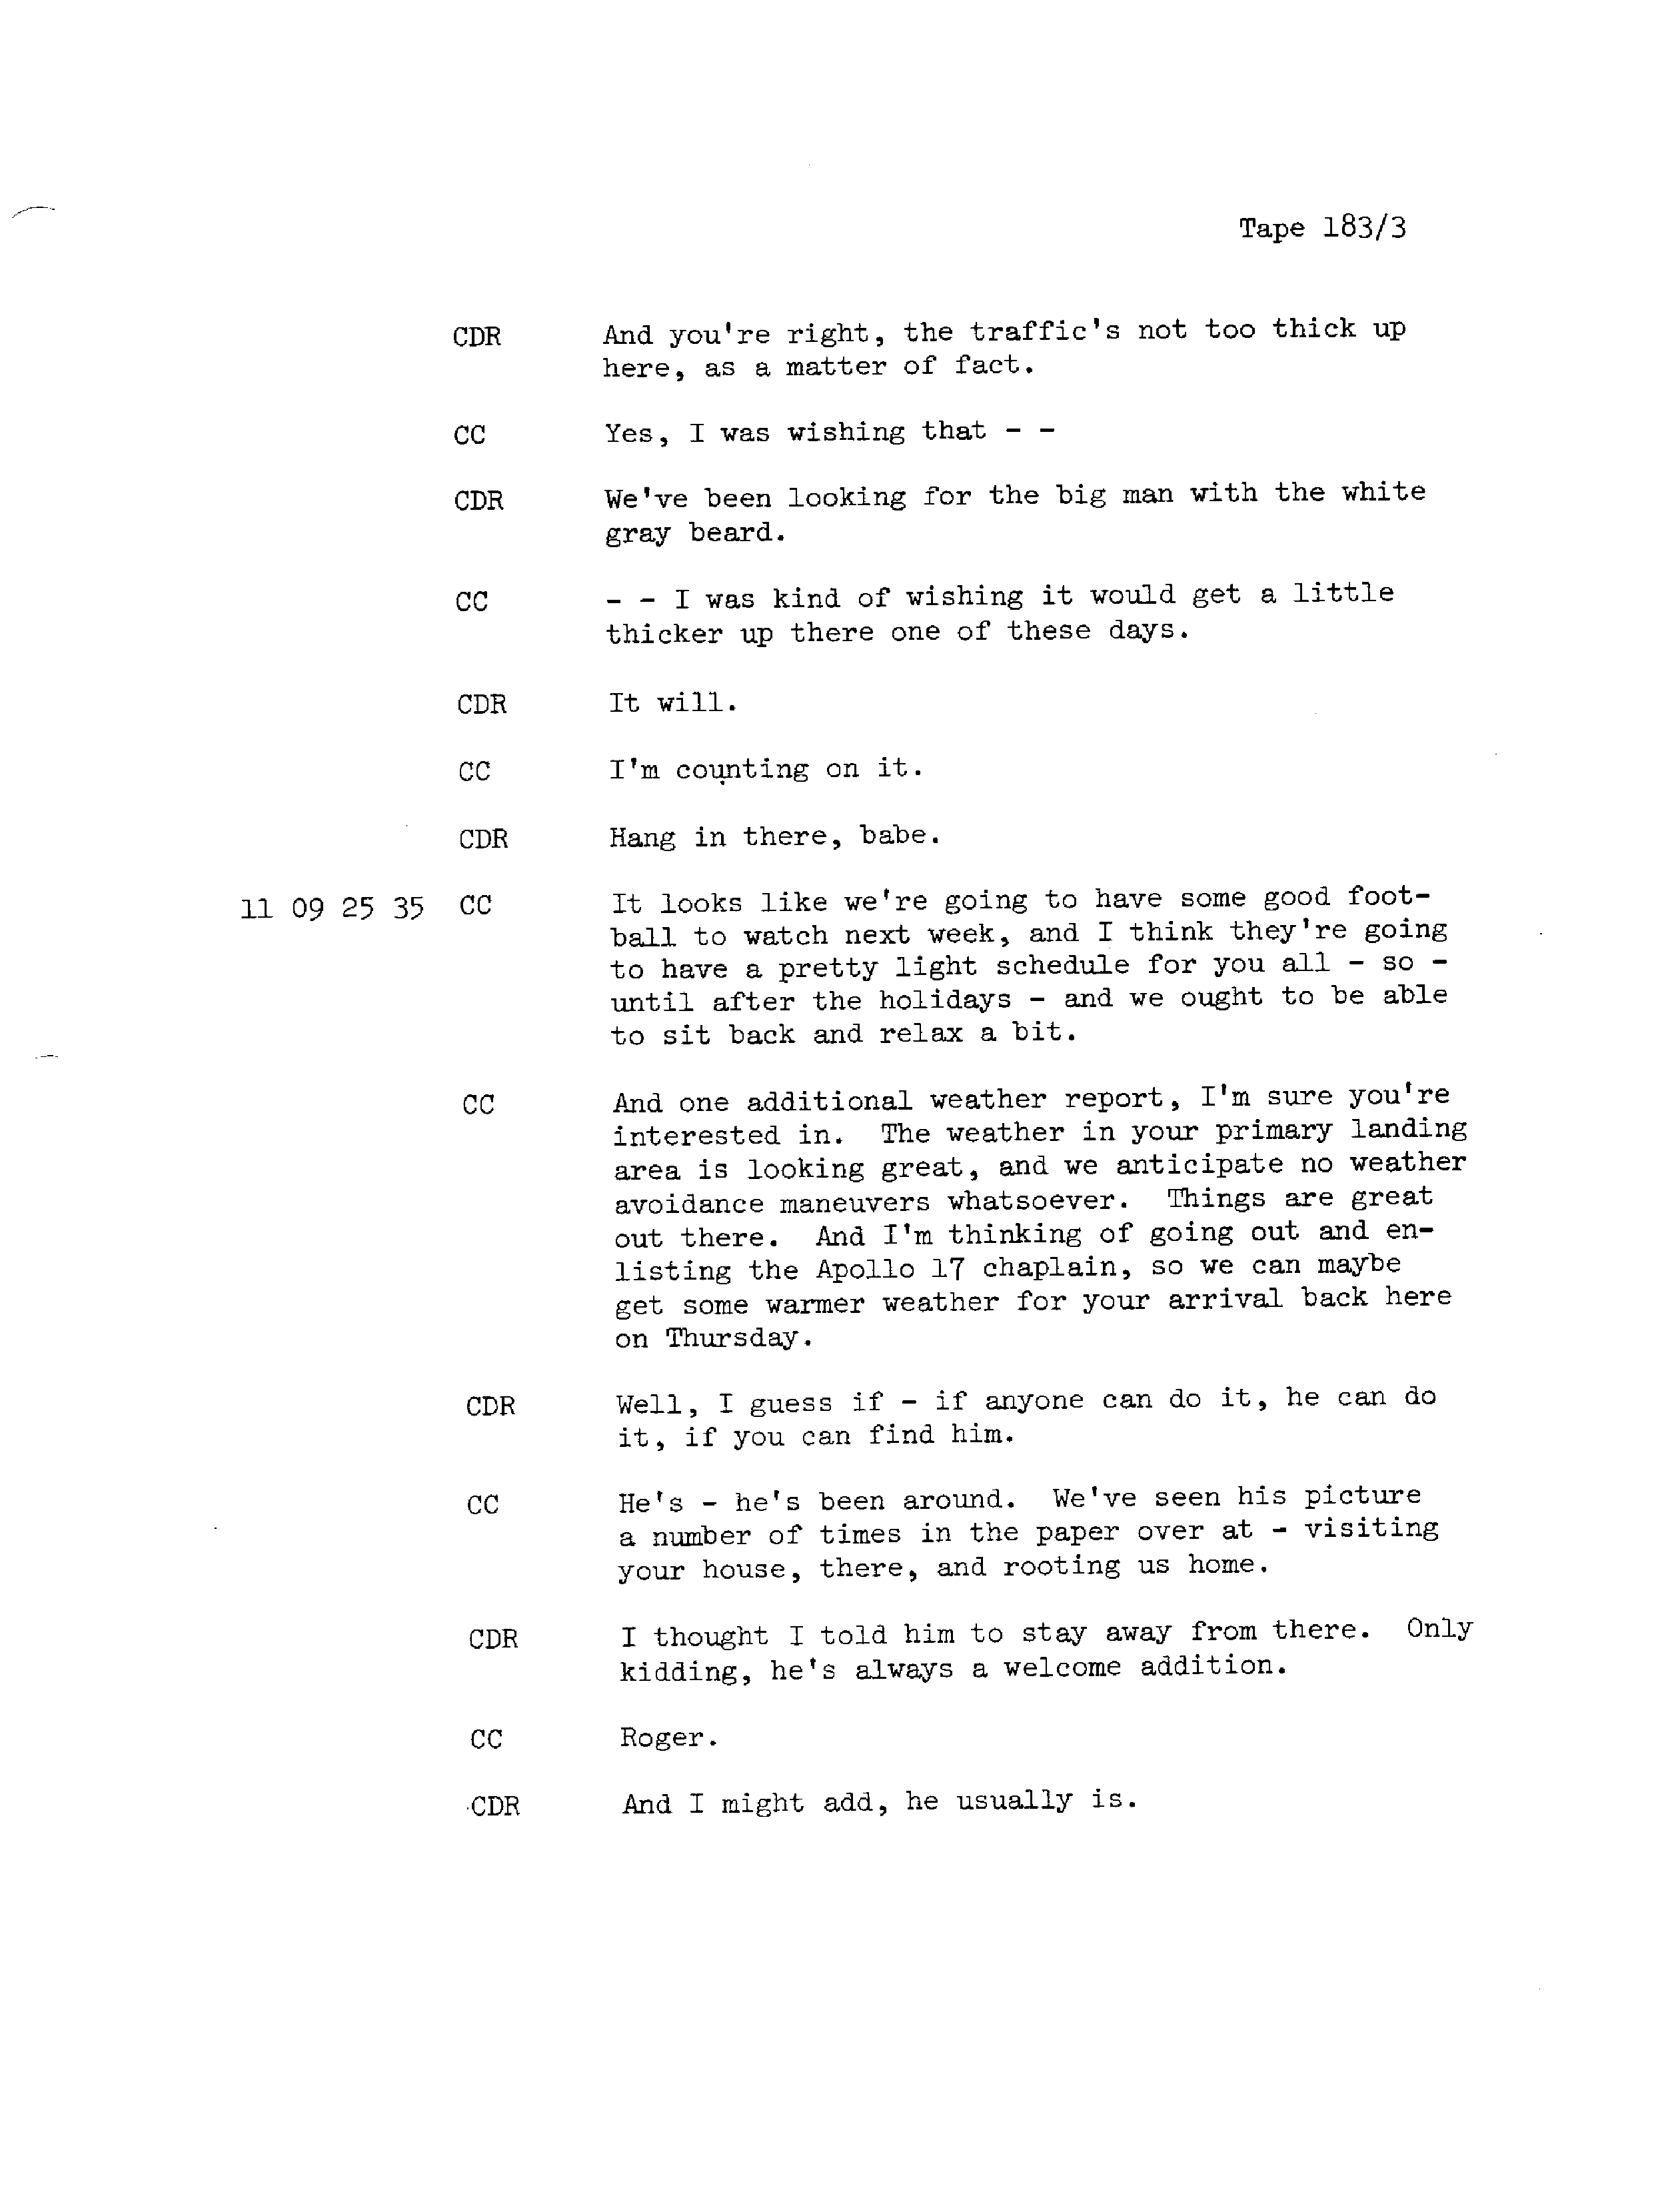 Tape 183/3
CDR And you're right, the traffic's not too thick up
here, as a matter of fact.
CC Yes, I was wishing that - -
CDR We've been looking for the big man with the white
gray beard.
CC - - I was kind of wishing it would get a little
thicker up there one of these days.
CDR It will.
CC I'm counting on it.
CDR Hang in there, babe.
11 09 25 35 CC It looks like we're going to have some good foot-
ball to watch next week, and I think they're going
to have a pretty light schedule for you all - so -
until after the holidays - and we ought to be able
to sit back and relax a bit.
CC And one additional weather report, I'm sure you're
interested in. The weather in your primary landing
area is looking great, and we anticipate no weather
avoidance maneuvers whatsoever. Things are great
out there. And I'm thinking of going out and en-
listing the Apollo 17 chaplain, so we can maybe
get some warmer weather for your arrival back here
on Thursday.
CDR Well, I guess if - if anyone can do it, he can do
it, if you can find him.
CC He's - he's been around. We've seen his picture
a number of times in the paper over at - visiting
your house, there, and rooting us home.
CDR I thought I told him to stay away from there. Only
kidding, he's always a welcome addition.
CC Roger.
CDR And I might add, he usually is.